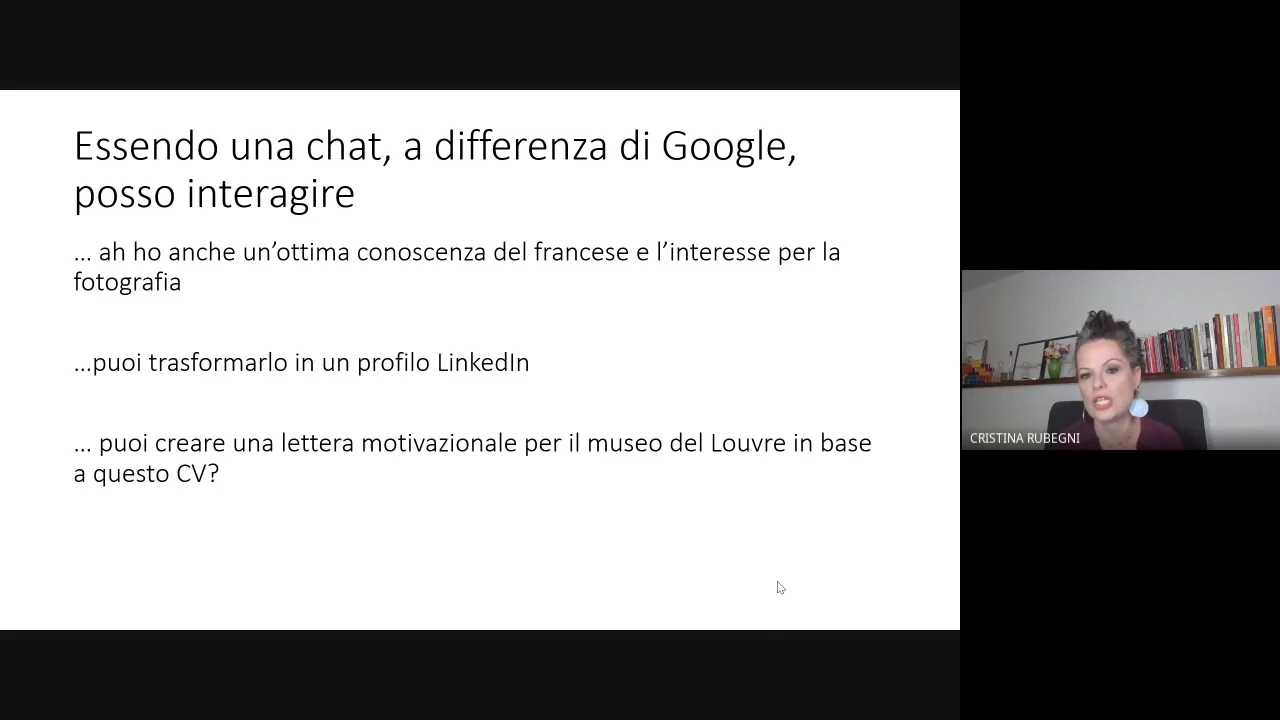 Essendo una chat, a differenza di Google,
posso interagire
... ah ho anche un’ottima conoscenza del francese e l’interesse per la
fotografia
...puoi trasformarlo in un profilo LinkedIn
... puoi creare una lettera motivazionale per il museo del Louvre in base
a questo CV?
CRISTINA RUBEGNI